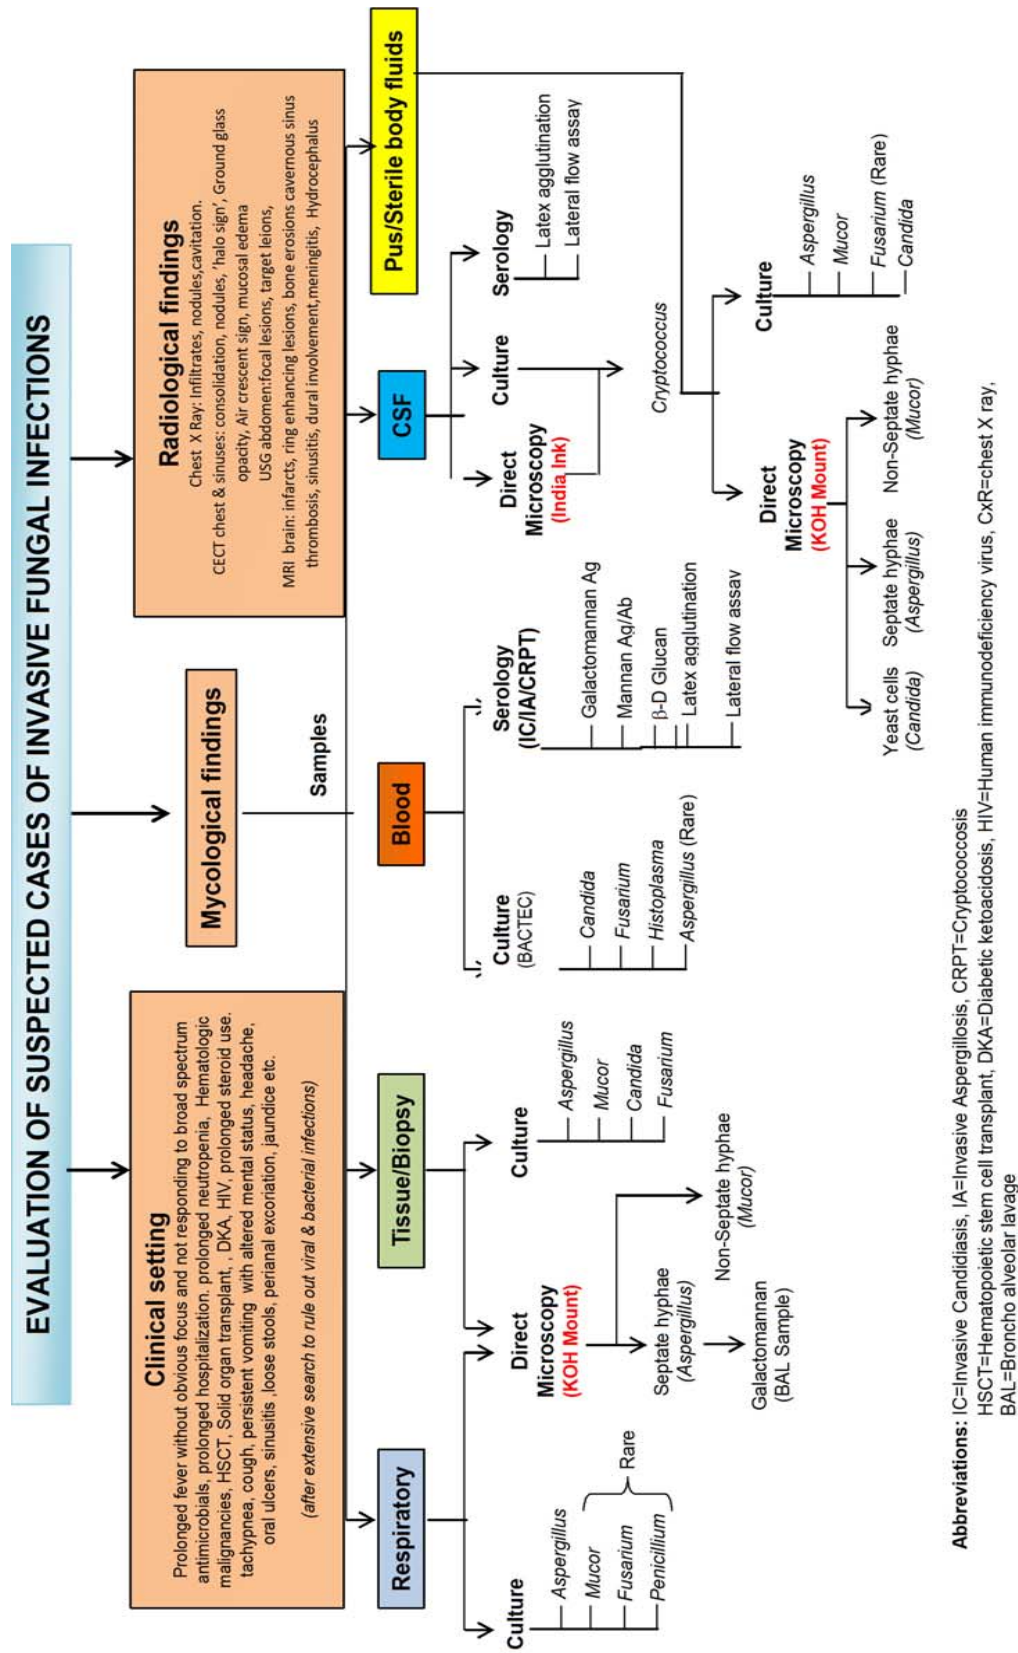 EVALUATION OF SUSPECTED CASES OF INVASIVE FUNGAL INFECTIONS
Clinical setting
Prolonged fever without obvious focus and not responding to broad spectrum
antimicrobials, prolonged hospitalization. prolonged neutropenia, Hematologic
malignancies, HSCT, Solid organ transplant, , DKA, HIV, prolonged steroid use.
tachypnea, cough, persistent vomiting with altered mental status, headache,
oral ulcers, sinusitis ,loose stools, perianal excoriation, jaundice etc.
(after extensive search to rule out viral & bacterial infections)
Mycological findings
Radiological findings
Chest X Ray: Infiltrates, nodules,cavitation.
CECT chest & sinuses: consolidation, nodules, 'halo sign', Ground glass
opacity, Air crescent sign, mucosal edema
USG abdomen:focal lesions, target leions,
MRI brain: infarcts, ring enhancing lesions, bone erosions cavernous sinus
thrombosis, sinusitis, dural involvement,meningitis, Hydrocephalus
Samples
Respiratory
Tissue/Biopsy
Blood
CSF
Pus/Sterile body fluids
Culture
Aspergillus
Mucor
Fusarium
Penicillium
Rare
Direct
Microscopy
(KOH Mount)
Septate hyphae
(Aspergillus)
Galactomannan
(BAL Sample)
Non-Septate hyphae
(Mucor)
Culture
Aspergillus
Mucor
Candida
Fusarium
Culture
(BACTEC)
Candida
Fusarium
Histoplasma
Aspergillus (Rare)
Serology
(IC/IA/CRPT)
Galactomannan Ag
Mannan Ag/Ab
β-D Glucan
Latex agglutination
Lateral flow assay
Direct
Microscopy
(India Ink)
Culture
Serology
Latex agglutination
Lateral flow assay
Cryptococcus
Direct
Microscopy
(KOH Mount)
Yeast cells
(Candida)
Septate hyphae
(Aspergillus)
Non-Septate hyphae
(Mucor)
Culture
Aspergillus
Mucor
Fusarium (Rare)
Candida
Abbreviations: IC=Invasive Candidiasis, IA=Invasive Aspergillosis, CRPT=Cryptococcosis
HSCT=Hematopoietic stem cell transplant, DKA=Diabetic ketoacidosis, HIV=Human immunodeficiency virus, CxR=chest X ray,
BAL=Broncho alveolar lavage